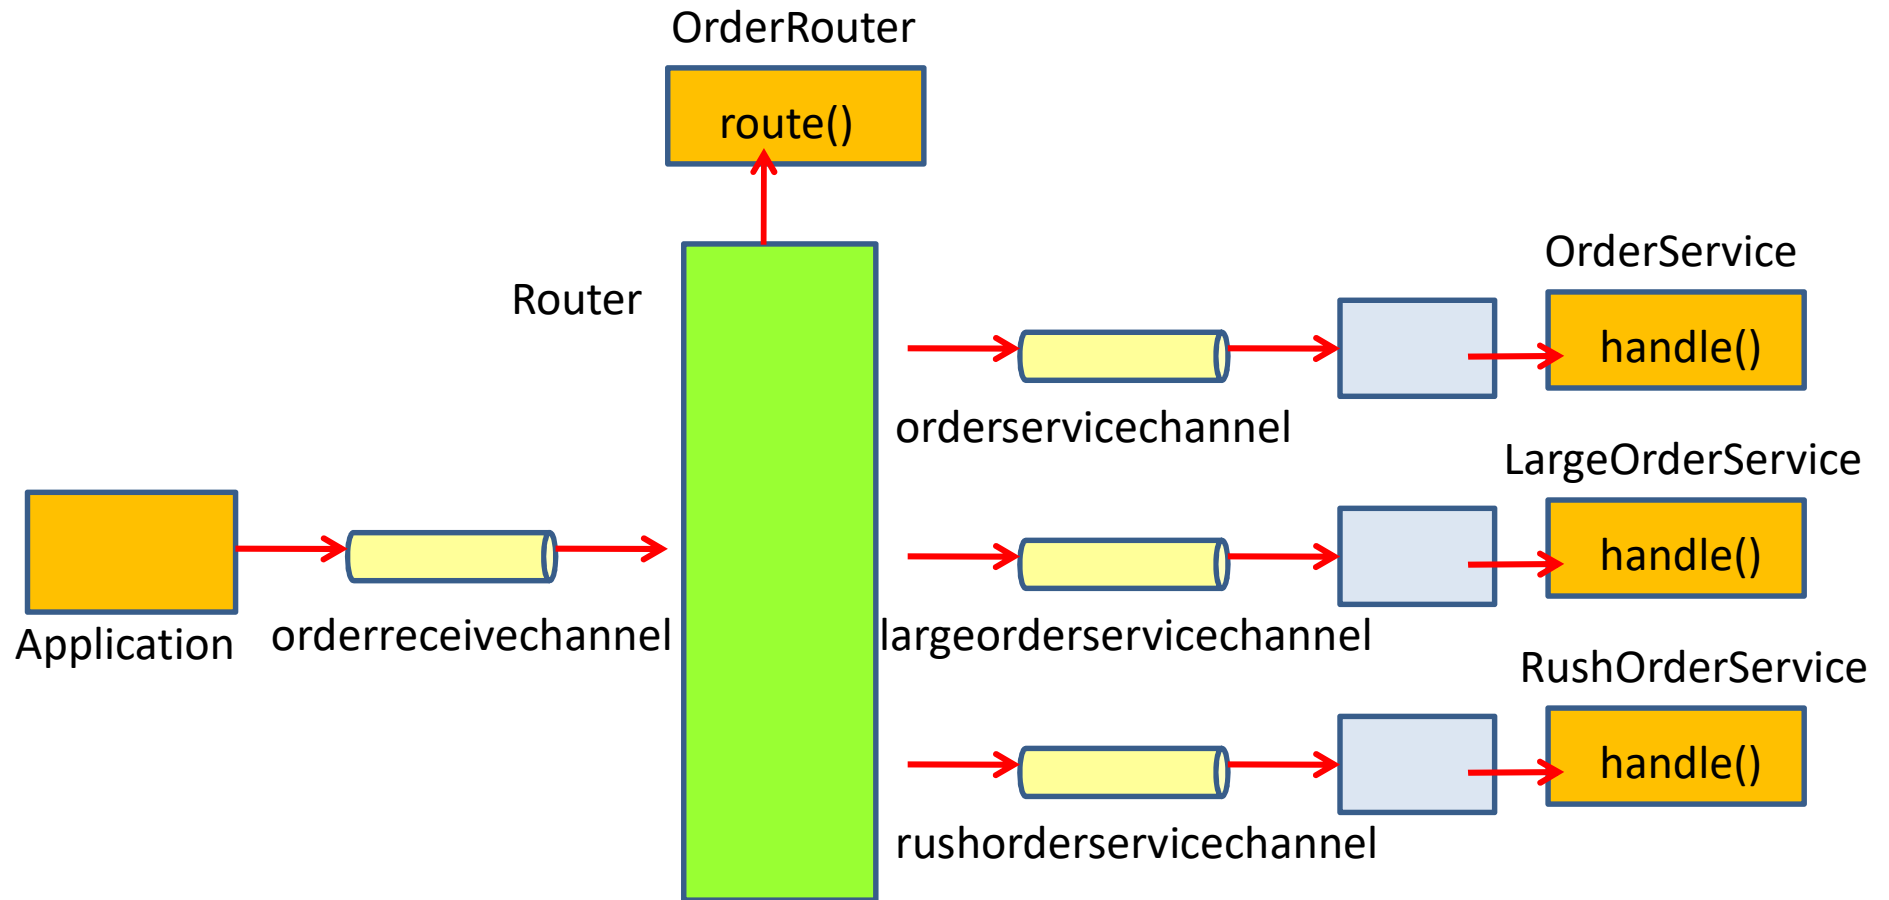 OrderRouter
route()
Router
OrderService
handle()
orderservicechannel
LargeOrderService
handle()
Application
orderreceivechannel
largeorderservicechannel
RushOrderService
handle()
rushorderservicechannel